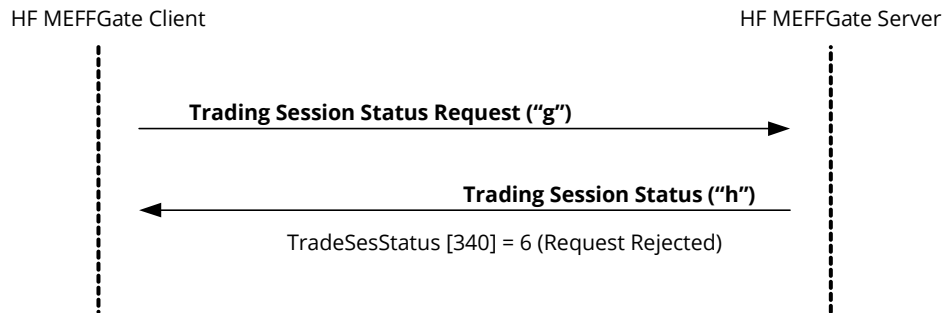 HF MEFFGate Client
HF MEFFGate Server
Trading Session Status Request (“g”)
Trading Session Status (“h”)
TradeSesStatus [340] = 6 (Request Rejected)